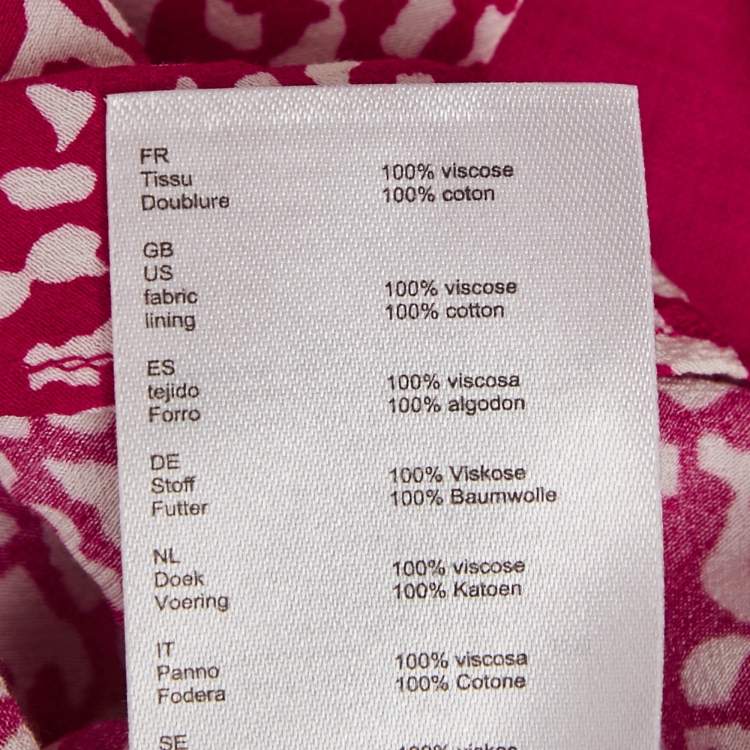 FR
Tissu 100% viscose
Doublure 100% coton
GB
US
fabric 100% viscose
lining 100% cotton
ES
tejido 100% viscosa
Forro 100% algodon
DE
Stoff 100% Viskose
Futter 100% Baumwolle
NL
Doek 100% viscose
Voering 100% Katoen
IT
Panno 100% viscosa
Fodera 100% Cotone
SE